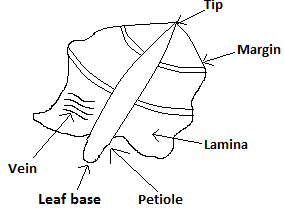 Tip
Margin
Lamina
Vein
Leaf base
Petiole